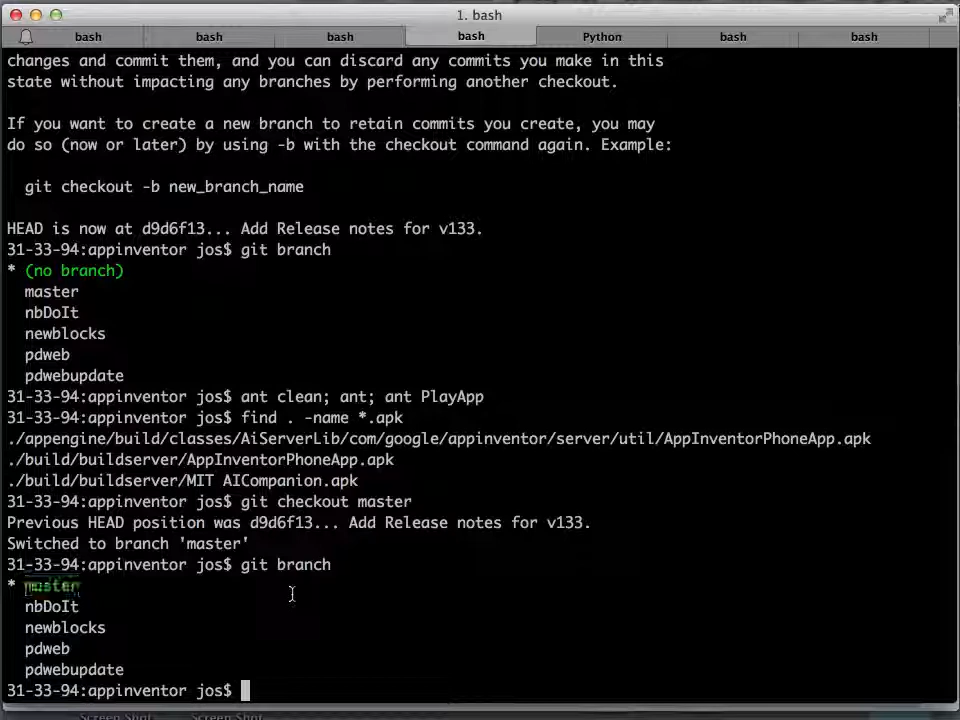 1. bash
bash bash bash bash Python bash bash
changes and commit them, and you can discard any commits you make in this
state without impacting any branches by performing another checkout.
If you want to create a new branch to retain commits you create, you may
do so (now or later) by using -b with the checkout command again. Example:
git checkout -b new_branch_name
HEAD is now at d9d6f13... Add Release notes for v133.
31-33-94:appinventor jos$ git branch
* (no branch)
master
nbDoIt
newblocks
pdweb
pdwebupdate
31-33-94:appinventor jos$ ant clean; ant; ant PlayApp
31-33-94:appinventor jos$ find . -name *.apk
./appengine/build/classes/AiServerLib/com/google/appinventor/server/util/AppInventorPhoneApp.apk
./build/buildserver/AppInventorPhoneApp.apk
./build/buildserver/MIT AICompanion.apk
31-33-94:appinventor jos$ git checkout master
Previous HEAD position was d9d6f13... Add Release notes for v133.
Switched to branch 'master'
31-33-94:appinventor jos$ git branch
* master
nbDoIt
newblocks
pdweb
pdwebupdate
31-33-94:appinventor jos$
Screen Shot Screen Shot